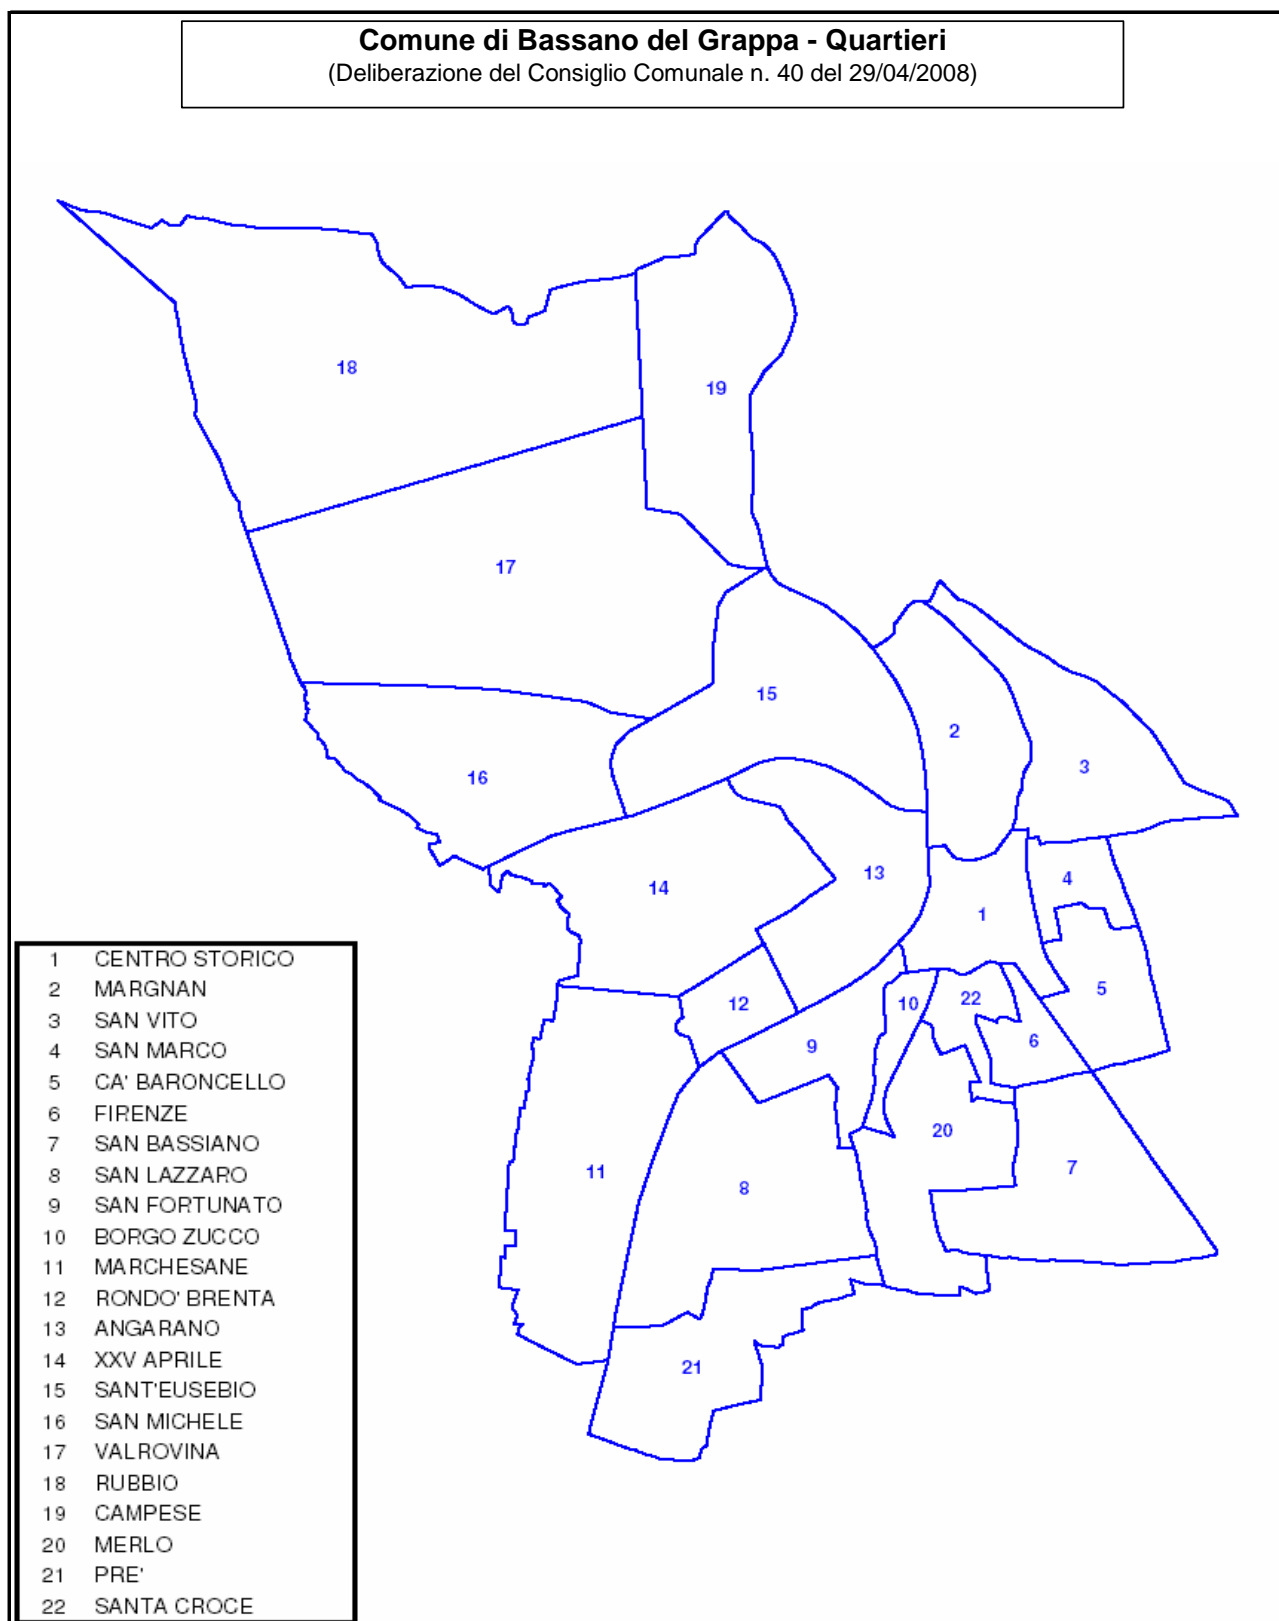 Comune di Bassano del Grappa - Quartieri
(Deliberazione del Consiglio Comunale n. 40 del 29/04/2008)
18
19
17
15
2
3
16
13
14
4
1
5
12
10
22
9
6
20
7
11
8
21
1 CENTRO STORICO
2 MARGNAN
3 SAN VITO
4 SAN MARCO
5 CA' BARONCELLO
6 FIRENZE
7 SAN BASSIANO
8 SAN LAZZARO
9 SAN FORTUNATO
10 BORGO ZUCCO
11 MARCHESANE
12 RONDO' BRENTA
13 ANGARANO
14 XXV APRILE
15 SANT'EUSEBIO
16 SAN MICHELE
17 VALROVINA
18 RUBBIO
19 CAMPESE
20 MERLO
21 PRE'
22 SANTA CROCE